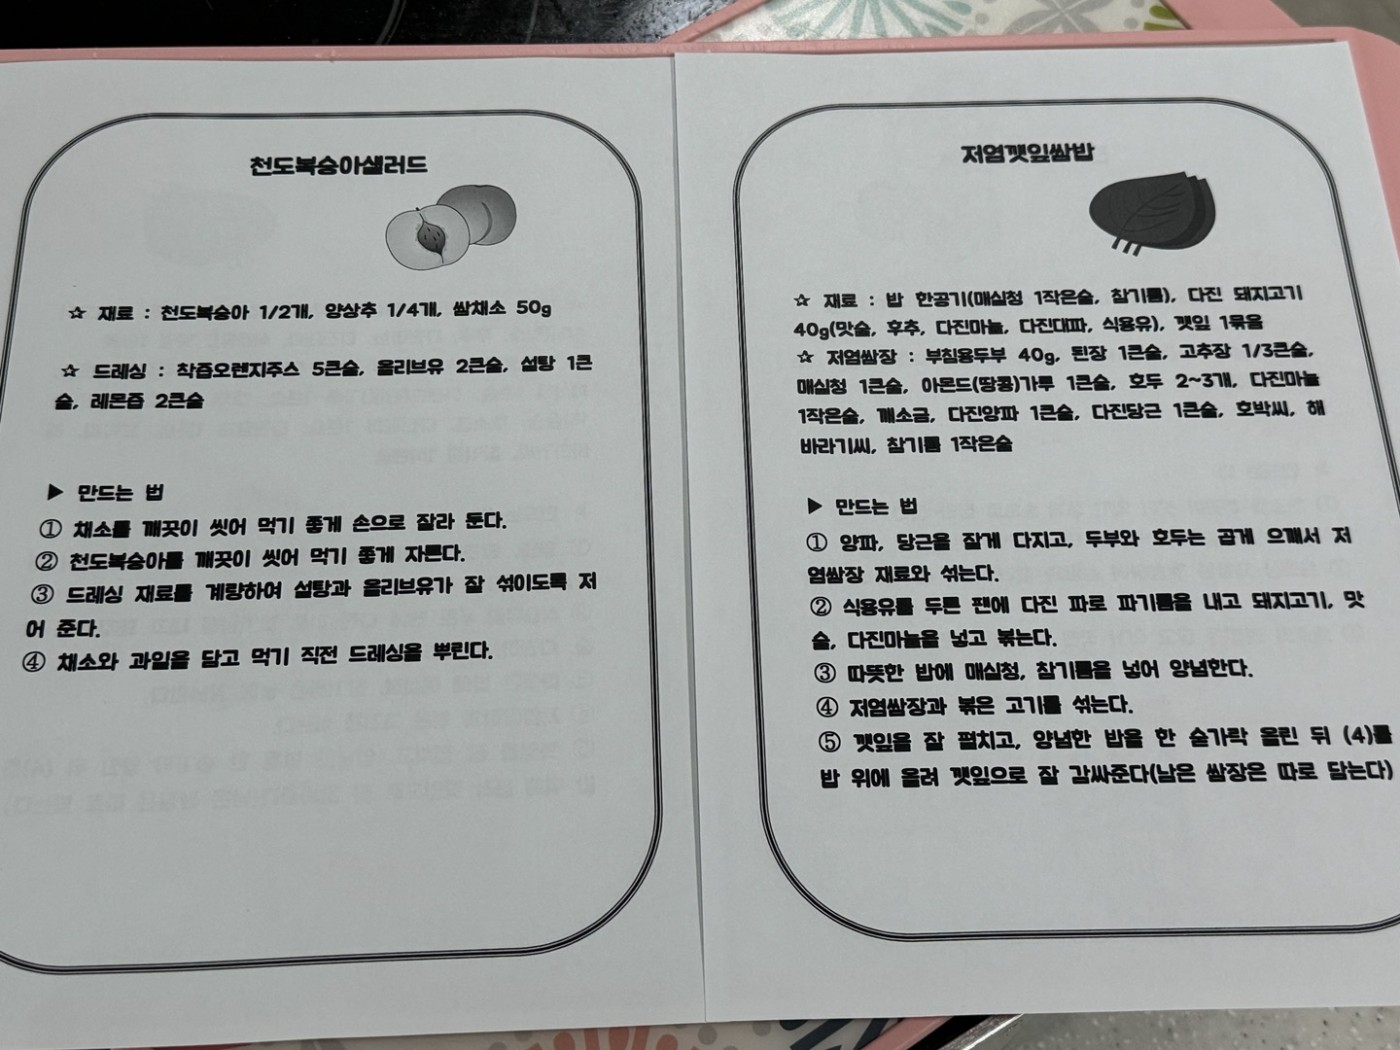 천도복숭아샐러드
☆ 재료 : 천도복숭아 1/2개, 양상추 1/4개, 쌈채소 50g
☆ 드레싱 : 착즙오렌지주스 5큰술, 올리브유 2큰술, 설탕 1큰
술, 레몬즙 2큰술
▶ 만드는 법
① 채소를 깨끗이 씻어 먹기 좋게 손으로 잘라 둔다.
② 천도복숭아를 깨끗이 씻어 먹기 좋게 자른다.
③ 드레싱 재료를 계량하여 설탕과 올리브유가 잘 섞이도록 저
어 준다.
④ 채소와 과일을 담고 먹기 직전 드레싱을 뿌린다.
저염깻잎쌈밥
☆ 재료 : 밥 한공기(매실청 1작은술, 참기름), 다진 돼지고기
40g(맛술, 후추, 다진마늘, 다진대파, 식용유), 깻잎 1묶음
☆ 저염쌈장 : 부침용두부 40g, 된장 1큰술, 고추장 1/3큰술,
매실청 1큰술, 아몬드(땅콩)가루 1큰술, 호두 2~3개, 다진마늘
1작은술, 깨소금, 다진양파 1큰술, 다진당근 1큰술, 호박씨, 해
바라기씨, 참기름 1작은술
▶ 만드는 법
① 양파, 당근을 잘게 다지고, 두부와 호두는 곱게 으깨서 저
염쌈장 재료와 섞는다.
② 식용유를 두른 팬에 다진 파로 파기름을 내고 돼지고기, 맛
술, 다진마늘을 넣고 볶는다.
③ 따뜻한 밥에 매실청, 참기름을 넣어 양념한다.
④ 저염쌈장과 볶은 고기를 섞는다.
⑤ 깻잎을 잘 펼치고, 양념한 밥을 한 숟가락 올린 뒤 (4)를
밥 위에 올려 깻잎으로 잘 감싸준다(남은 쌈장은 따로 담는다)